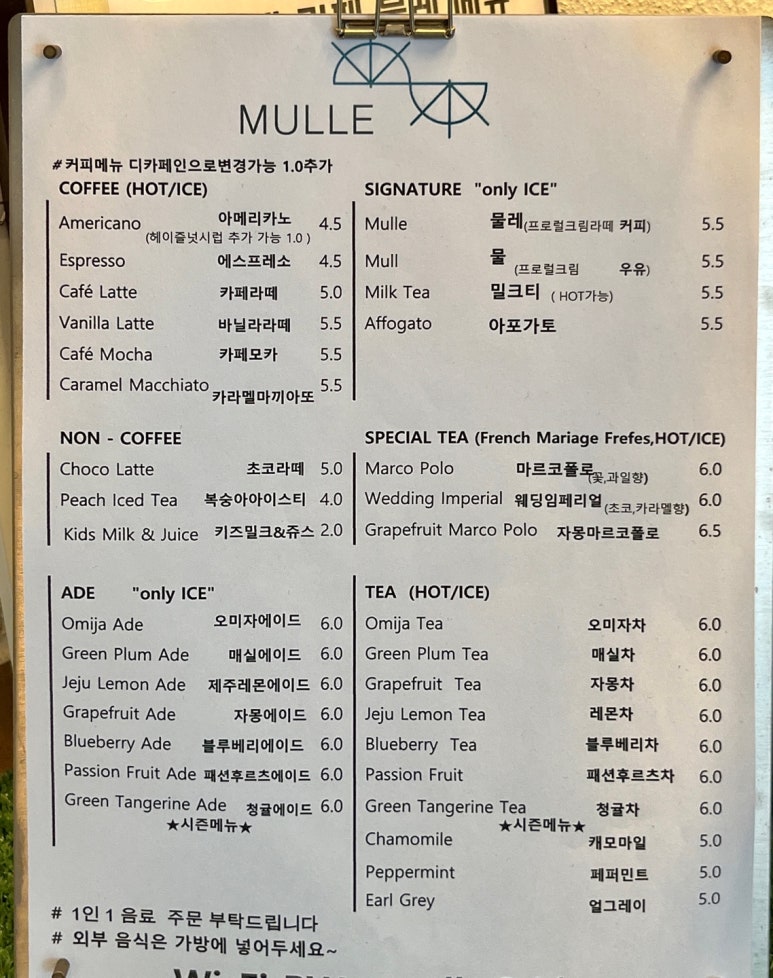 MULLE
#커피메뉴 디카페인으로변경가능 1.0추가
COFFEE (HOT/ICE)
Americano 아메리카노 4.5
(헤이즐넛시럽 추가 가능 1.0 )
Espresso 에스프레소 4.5
Café Latte 카페라떼 5.0
Vanilla Latte 바닐라라떼 5.5
Café Mocha 카페모카 5.5
Caramel Macchiato 카라멜마끼아또 5.5
SIGNATURE "only ICE"
Mulle 물레(프로럴크림라떼 커피) 5.5
Mull 물 (프로럴크림 우유) 5.5
Milk Tea 밀크티 ( HOT가능) 5.5
Affogato 아포가토 5.5
NON - COFFEE
Choco Latte 초코라떼 5.0
Peach Iced Tea 복숭아아이스티 4.0
Kids Milk & Juice 키즈밀크&쥬스 2.0
SPECIAL TEA (French Mariage Frefes,HOT/ICE)
Marco Polo 마르코폴로(꽃,과일향) 6.0
Wedding Imperial 웨딩임페리얼(초코,카라멜향) 6.0
Grapefruit Marco Polo 자몽마르코폴로 6.5
ADE "only ICE"
Omija Ade 오미자에이드 6.0
Green Plum Ade 매실에이드 6.0
Jeju Lemon Ade 제주레몬에이드 6.0
Grapefruit Ade 자몽에이드 6.0
Blueberry Ade 블루베리에이드 6.0
Passion Fruit Ade 패션후르츠에이드 6.0
Green Tangerine Ade 청귤에이드 6.0
★시즌메뉴★
TEA (HOT/ICE)
Omija Tea 오미자차 6.0
Green Plum Tea 매실차 6.0
Grapefruit Tea 자몽차 6.0
Jeju Lemon Tea 레몬차 6.0
Blueberry Tea 블루베리차 6.0
Passion Fruit 패션후르츠차 6.0
Green Tangerine Tea 청귤차 6.0
★시즌메뉴★
Chamomile 캐모마일 5.0
Peppermint 페퍼민트 5.0
Earl Grey 얼그레이 5.0
# 1인 1 음료 주문 부탁드립니다
# 외부 음식은 가방에 넣어두세요~